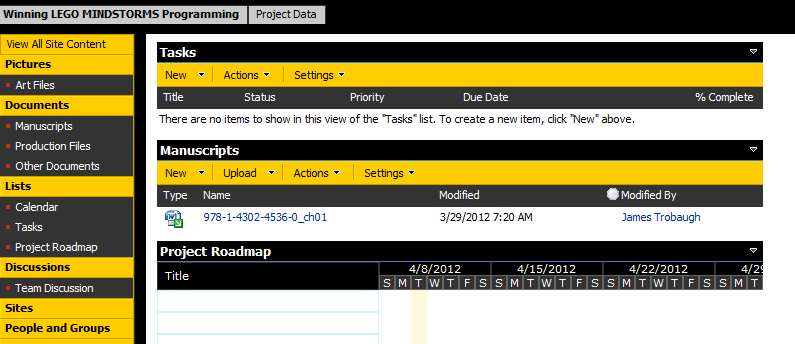 Winning LEGO MINDSTORMS Programming Project Data
View All Site Content
Pictures
Art Files
Documents
Manuscripts
Production Files
Other Documents
Lists
Calendar
Tasks
Project Roadmap
Discussions
Team Discussion
Sites
People and Groups
Tasks
New Actions Settings
Title Status Priority Due Date % Complete
There are no items to show in this view of the "Tasks" list. To create a new item, click "New" above.
Manuscripts
New Upload Actions Settings
Type Name Modified Modified By
978-1-4302-4536-0_ch01 3/29/2012 7:20 AM James Trobaugh
Project Roadmap
Title 4/8/2012 4/15/2012 4/22/2012 4/29
S M T W T F S S M T W T F S S M T W T F S S M T